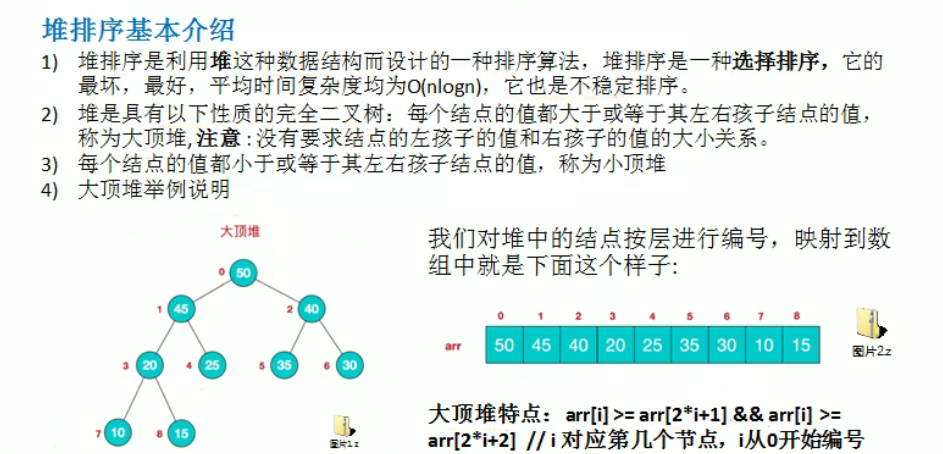 堆排序基本介绍
1) 堆排序是利用堆这种数据结构而设计的一种排序算法，堆排序是一种选择排序，它的
最坏，最好，平均时间复杂度均为O(nlogn)，它也是不稳定排序。
2) 堆是具有以下性质的完全二叉树：每个结点的值都大于或等于其左右孩子结点的值，
称为大顶堆, 注意 : 没有要求结点的左孩子的值和右孩子的值的大小关系。
3) 每个结点的值都小于或等于其左右孩子结点的值，称为小顶堆
4) 大顶堆举例说明
大顶堆
0 50
1 45 2 40
3 20 4 25 5 35 6 30
7 10 8 15
图片1.z
我们对堆中的结点按层进行编号，映射到数
组中就是下面这个样子:
0 1 2 3 4 5 6 7 8
arr 50 45 40 20 25 35 30 10 15
图片2.z
大顶堆特点：arr[i] >= arr[2*i+1] && arr[i] >=
arr[2*i+2] // i 对应第几个节点，i从0开始编号